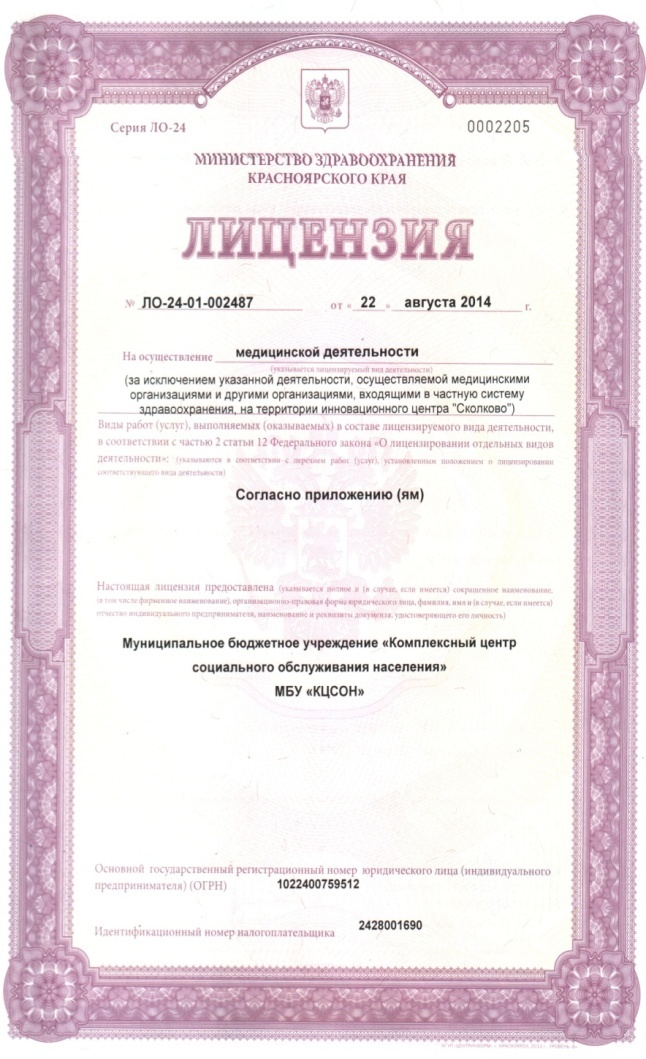 Серия ЛО-24
0002205
МИНИСТЕРСТВО ЗДРАВООХРАНЕНИЯ
КРАСНОЯРСКОГО КРАЯ
ЛИЦЕНЗИЯ
№ ЛО-24-01-002487 от « 22 » августа 2014 г.
На осуществление медицинской деятельности
(указывается лицензируемый вид деятельности)
(за исключением указанной деятельности, осуществляемой медицинскими
организациями и другими организациями, входящими в частную систему
здравоохранения, на территории инновационного центра "Сколково")
Виды работ (услуг), выполняемых (оказываемых) в составе лицензируемого вида деятельности,
в соответствии с частью 2 статьи 12 Федерального закона «О лицензировании отдельных видов
деятельности»: (указываются в соответствии с перечнем работ (услуг), установленным положением о лицензировании
соответствующего вида деятельности)
Согласно приложению (ям)
Настоящая лицензия предоставлена (указывается полное и (в случае, если имеется) сокращенное наименование,
(в том числе фирменное наименование), организационно-правовая форма юридического лица, фамилия, имя и (в случае, если имеется)
отчество индивидуального предпринимателя, наименование и реквизиты документа, удостоверяющего его личность)
Муниципальное бюджетное учреждение «Комплексный центр
социального обслуживания населения»
МБУ «КЦСОН»
Основной государственный регистрационный номер юридического лица (индивидуального
предпринимателя) (ОГРН) 1022400759512
Идентификационный номер налогоплательщика 2428001690